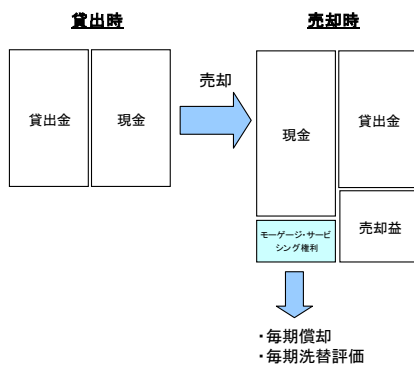 貸出時
売却時
売却
貸出金
現金
現金
貸出金
売却益
モーゲージ・サービ
シング権利
・毎期償却
・毎期洗替評価